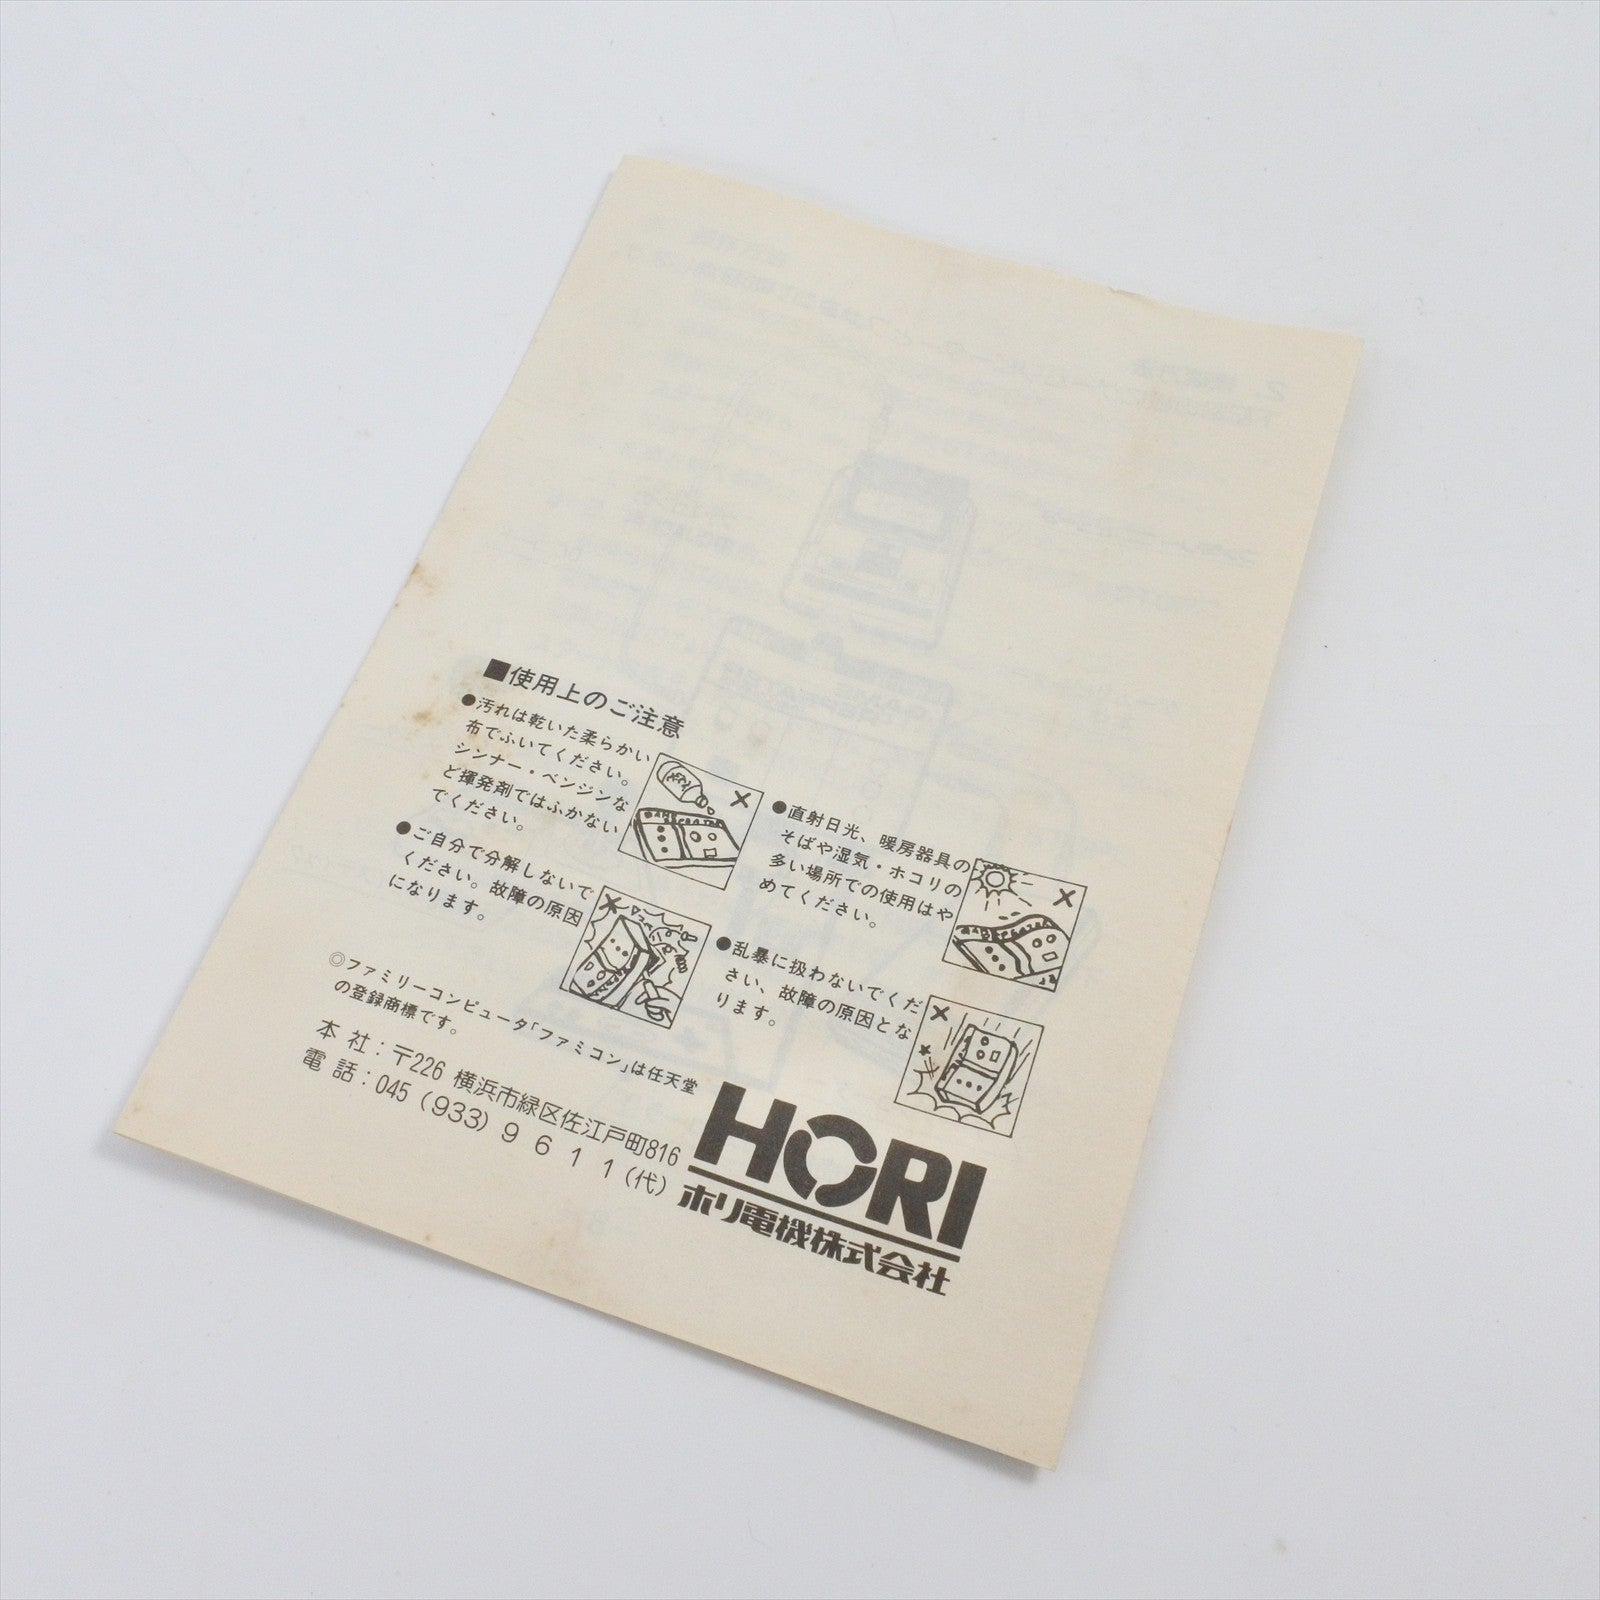 ■使用上のご注意
●汚れは乾いた柔らかい
布でふいてください。
シンナー・ベンジンな
ど揮発剤ではふかない
でください。
●ご自分で分解しないで
ください。故障の原因
になります。
●直射日光、暖房器具の
そばや湿気・ホコリの
多い場所での使用はや
めてください。
●乱暴に扱わないでくだ
さい、故障の原因とな
ります。
◎ファミリーコンピュータ「ファミコン」は任天堂
の登録商標です。
本 社：〒226 横浜市緑区佐江戸町816
電 話：045（933）9611（代）
HORI
ホリ電機株式会社